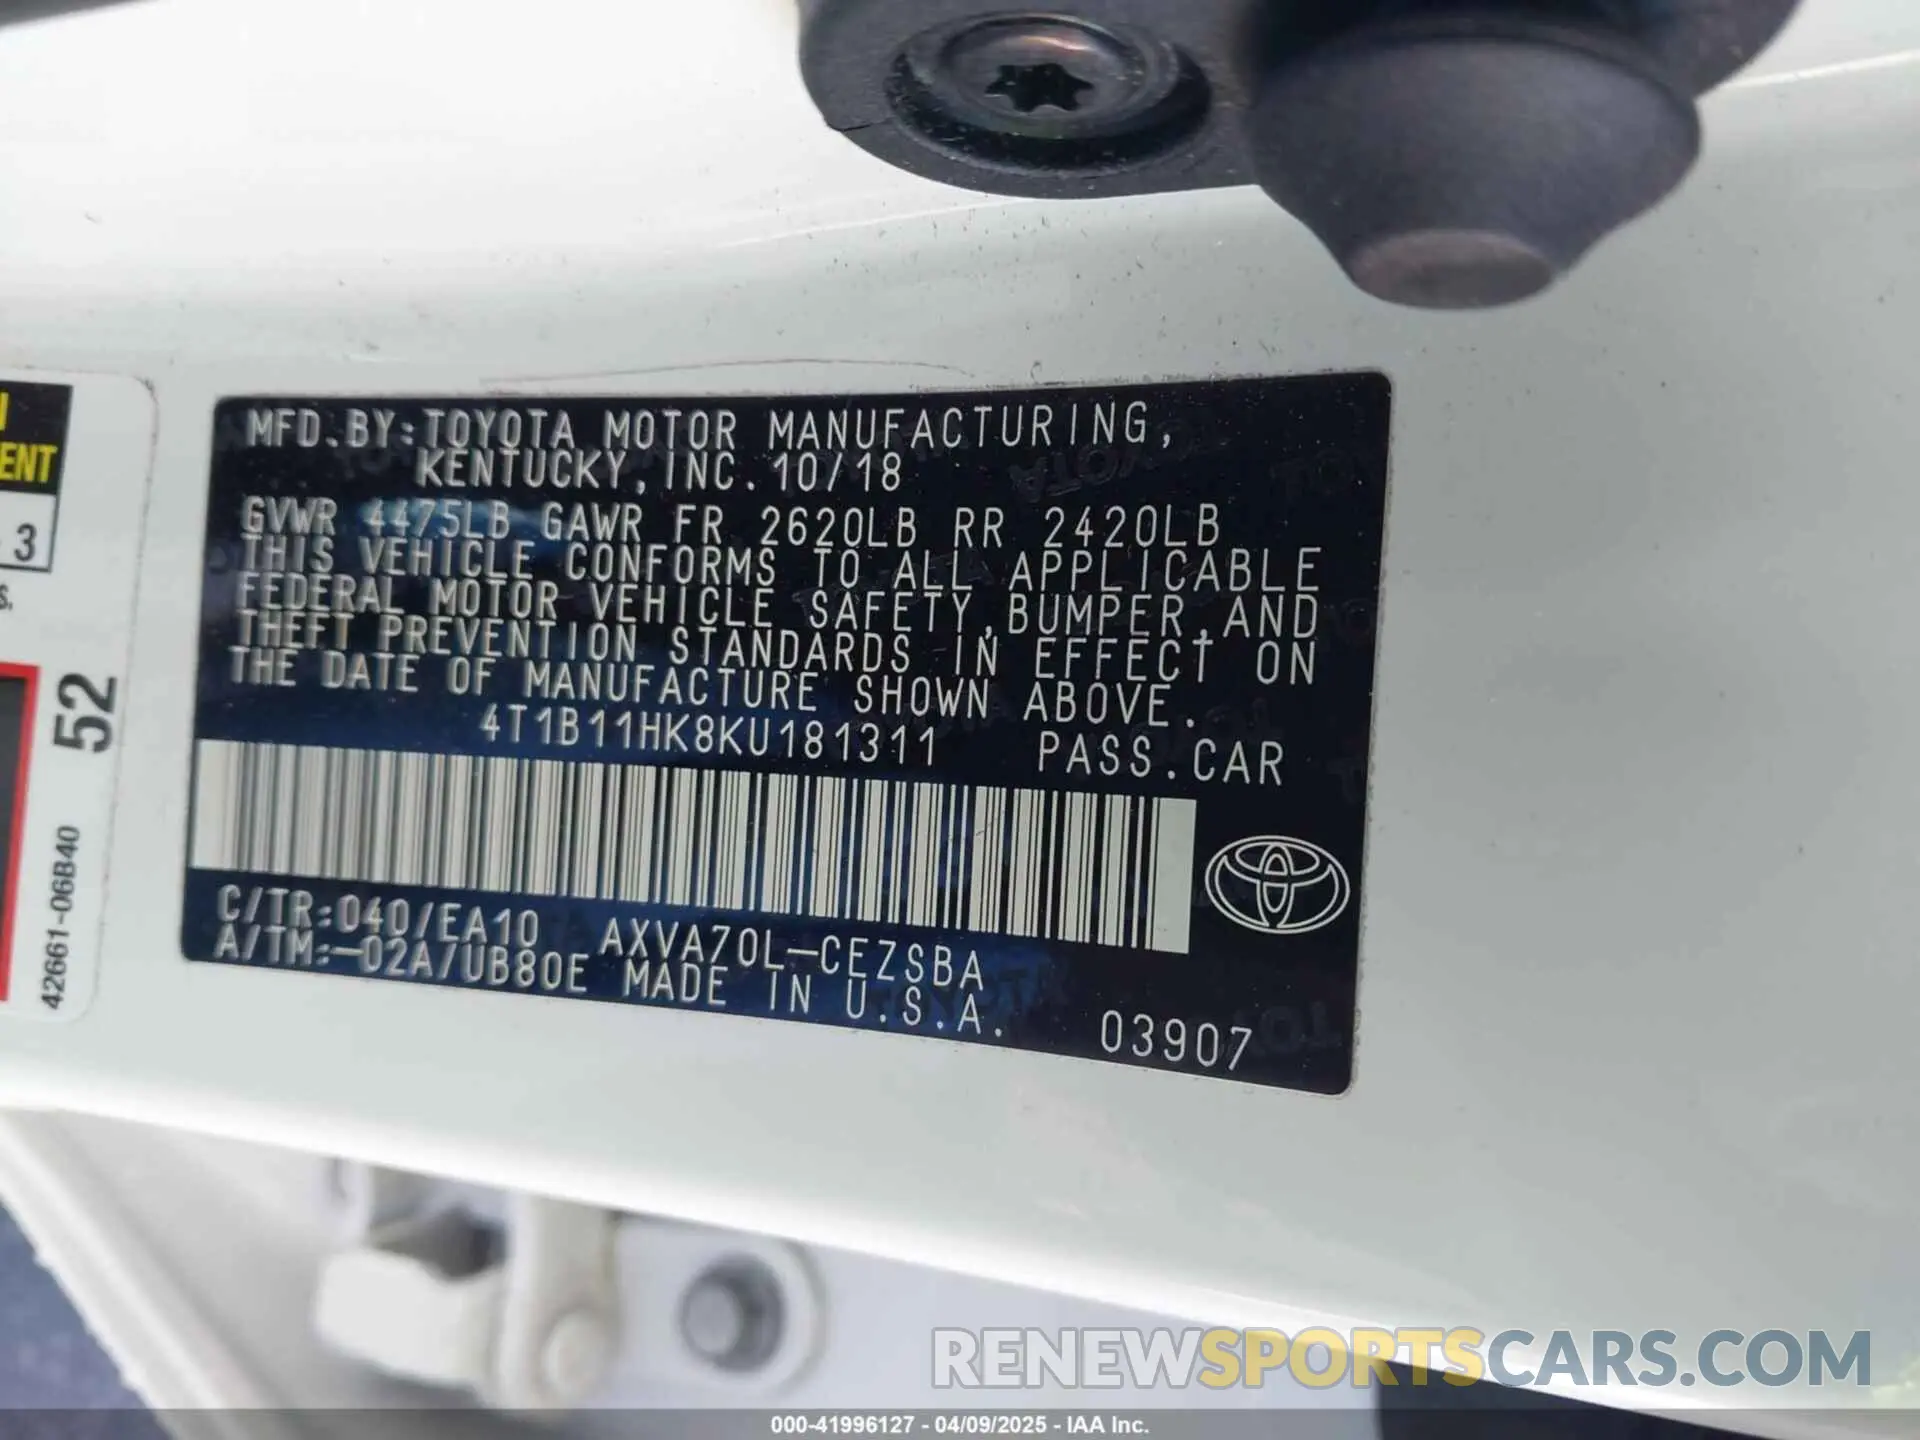 MFD.BY:TOYOTA MOTOR MANUFACTURING,
KENTUCKY,INC. 10/18
GVWR 4475LB GAWR FR 2620LB RR 2420LB
THIS VEHICLE CONFORMS TO ALL APPLICABLE
FEDERAL MOTOR VEHICLE SAFETY,BUMPER,AND
THEFT PREVENTION STANDARDS IN EFFECT ON
THE DATE OF MANUFACTURE SHOWN ABOVE.
4T1B11HK8KU181311 PASS.CAR
C/TR:040/EA10 AXVA70L-CEZSBA
A/TM:-02A/UB80E MADE IN U.S.A.
03907
ENT
3
s.
52
42661-06B40
RENEWSPORTSCARS.COM
000-41996127 - 04/09/2025 - IAA Inc.